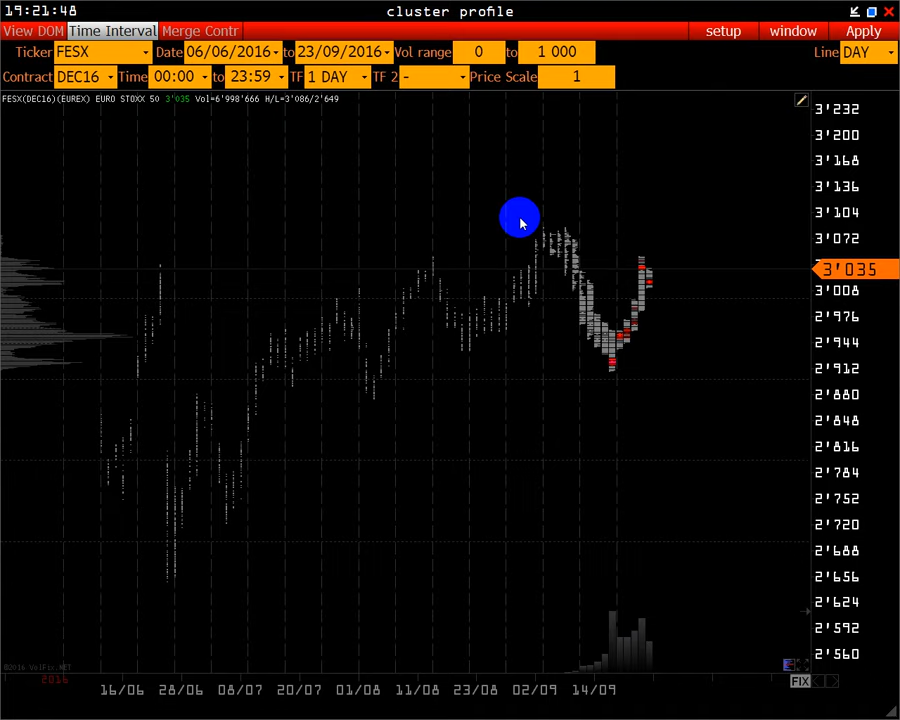 19:21:48 cluster profile
View DOM Time Interval Merge Contr setup window Apply
Ticker FESX Date 06/06/2016 to 23/09/2016 Vol range 0 to 1 000 Line DAY
Contract DEC16 Time 00:00 to 23:59 TF 1 DAY TF 2 - Price Scale 1
FESX(DEC16)(EUREX) EURO STOXX 50 3'035 Vol=6'998'666 H/L=3'086/2'649
3'232
3'200
3'168
3'136
3'104
3'072
3'035
3'008
2'976
2'944
2'912
2'880
2'848
2'816
2'784
2'752
2'720
2'688
2'656
2'624
2'592
2'560
©2016 VolFix.NET
2016
FIX
16/06 28/06 08/07 20/07 01/08 11/08 23/08 02/09 14/09